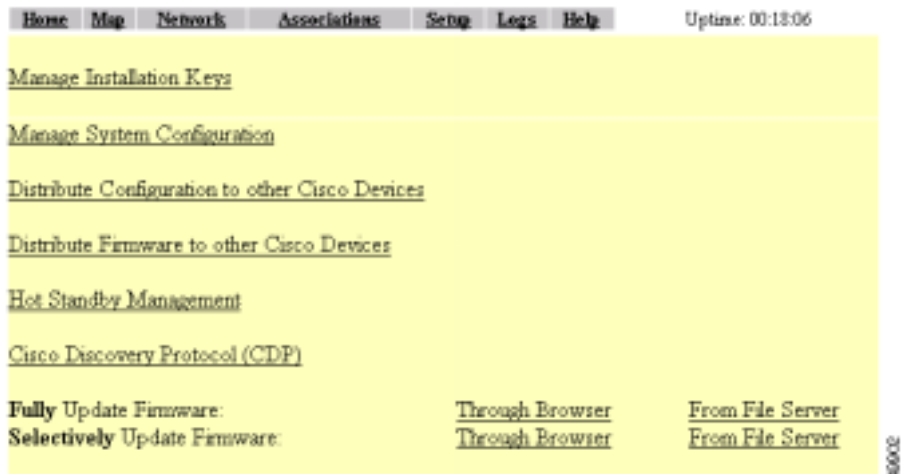 Home Map Network Associations Setup Logs Help Uptime: 00:18:06
Manage Installation Keys
Manage System Configuration
Distribute Configuration to other Cisco Devices
Distribute Firmware to other Cisco Devices
Hot Standby Management
Cisco Discovery Protocol (CDP)
Fully Update Firmware: Through Browser From File Server
Selectively Update Firmware: Through Browser From File Server